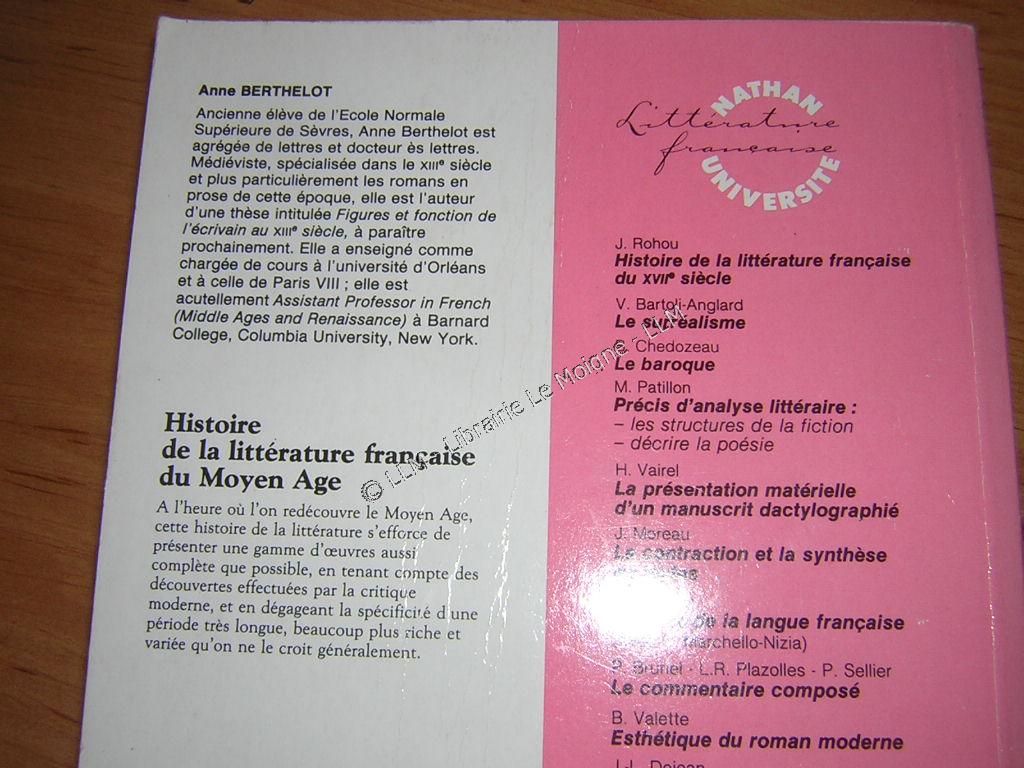 Anne BERTHELOT
Ancienne élève de l'Ecole Normale
Supérieure de Sèvres, Anne Berthelot est
agrégée de lettres et docteur ès lettres.
Médiéviste, spécialisée dans le XIIIe siècle
et plus particulièrement les romans en
prose de cette époque, elle est l'auteur
d'une thèse intitulée Figures et fonction de
l'écrivain au XIIIe siècle, à paraître
prochainement. Elle a enseigné comme
chargée de cours à l'université d'Orléans
et à celle de Paris VIII ; elle est
acutellement Assistant Professor in French
(Middle Ages and Renaissance) à Barnard
College, Columbia University, New York.
Histoire
de la littérature française
du Moyen Age
A l'heure où l'on redécouvre le Moyen Age,
cette histoire de la littérature s'efforce de
présenter une gamme d'œuvres aussi
complète que possible, en tenant compte des
découvertes effectuées par la critique
moderne, et en dégageant la spécificité d'une
période très longue, beaucoup plus riche et
variée qu'on ne le croit généralement.
NATHAN
Littérature
française
UNIVERSITE
J. Rohou
Histoire de la littérature française
du XVIIe siècle
V. Bartoli-Anglard
Le surréalisme
Chedozeau
Le baroque
M. Patillon
Précis d'analyse littéraire :
– les structures de la fiction
– décrire la poésie
H. Vairel
La présentation matérielle
d'un manuscrit dactylographié
J. Moreau
La contraction et la synthèse
de la langue française
Marchello-Nizia)
P. Brunel - L.R. Plazolles - P. Sellier
Le commentaire composé
B. Valette
Esthétique du roman moderne
© LLM - Librairie Le Moigne - LLM